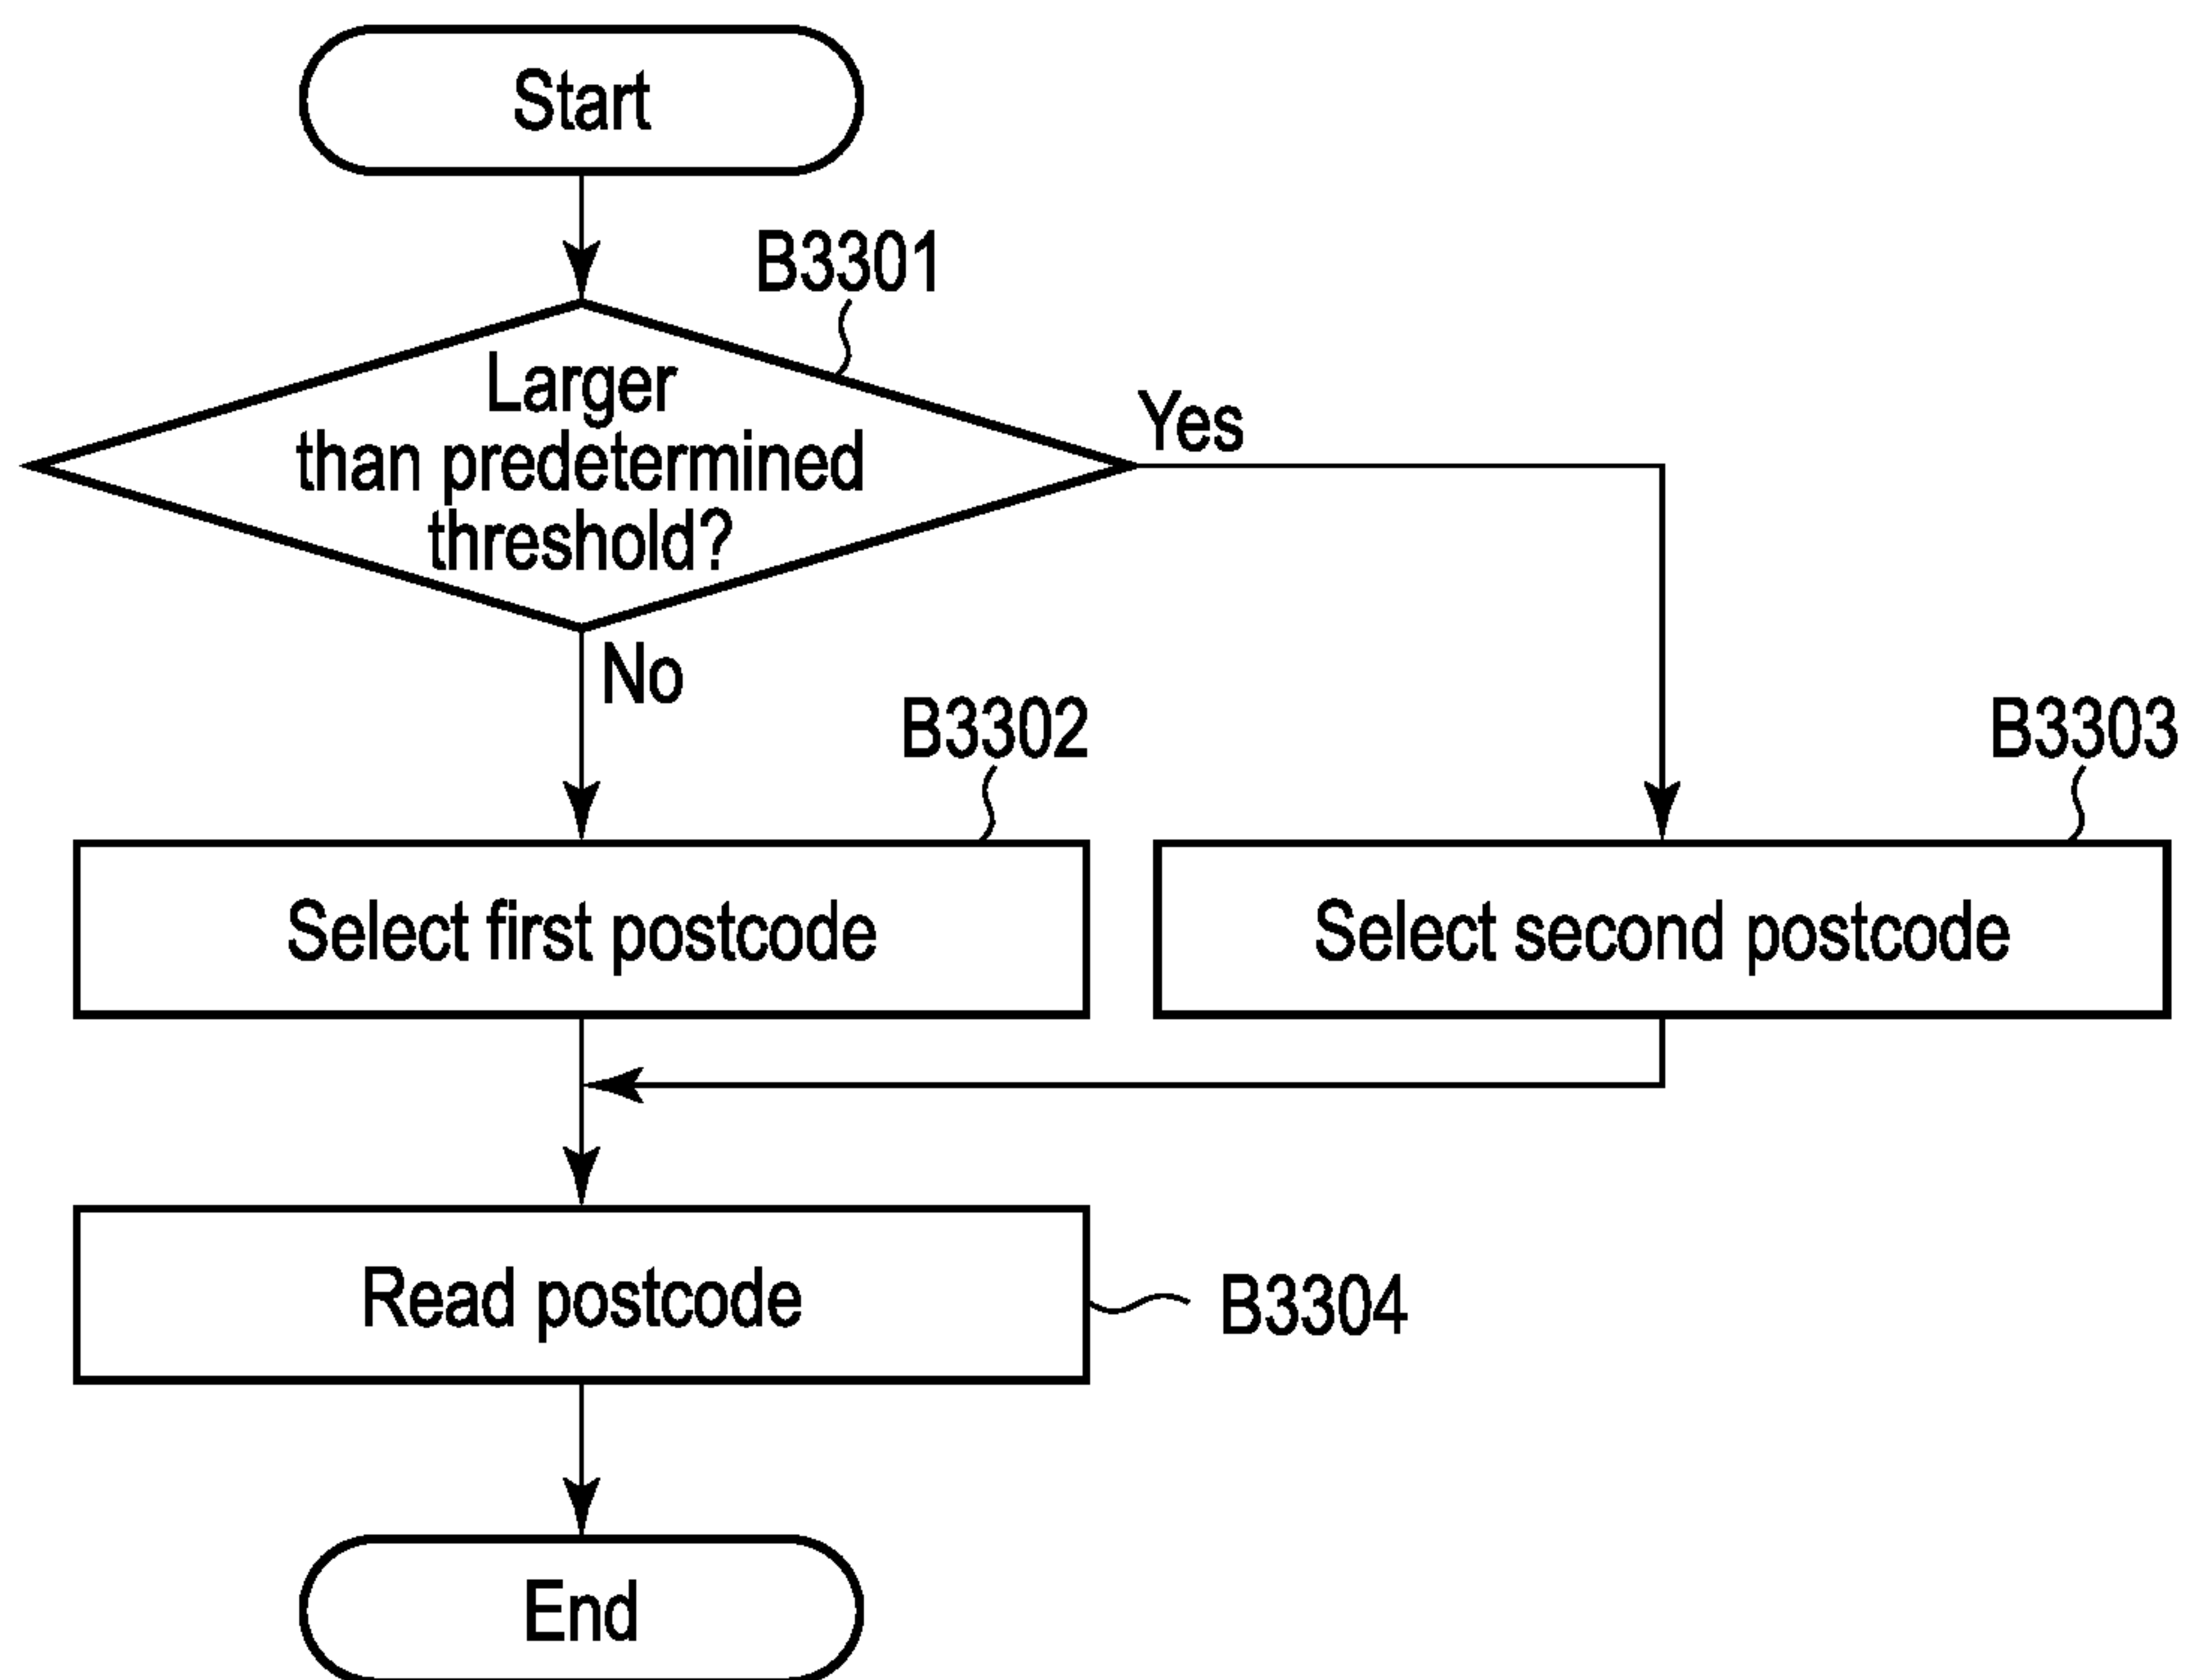 Start
B3301
Larger
than predetermined
threshold?
Yes
No
B3302
B3303
Select first postcode
Select second postcode
Read postcode
B3304
End